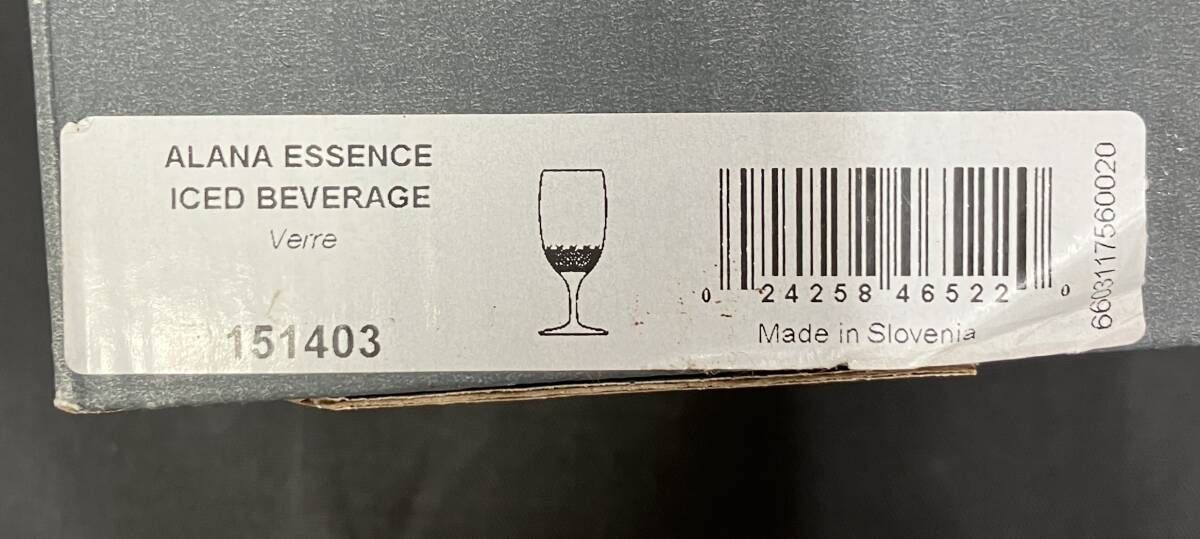 ALANA ESSENCE
ICED BEVERAGE
Verre
151403
0 24258 46522 0
Made in Slovenia
6603117560020